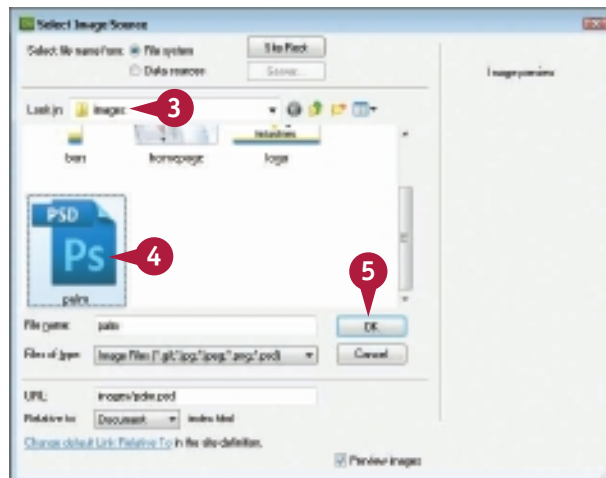 Select Image Source
Select file name from: File system Site Root
Data sources Server...
Image preview
Look in: images 3
industries
homepage logo
PSD
Ps 4
palm 5
File name: palm OK
Files of type: Image Files (*.gif;*.jpg;*.jpeg;*.png;*.psd) Cancel
URL: images/palm.psd
Relative to: Document index.html
Change default Link Relative To in the site definition.
Preview images